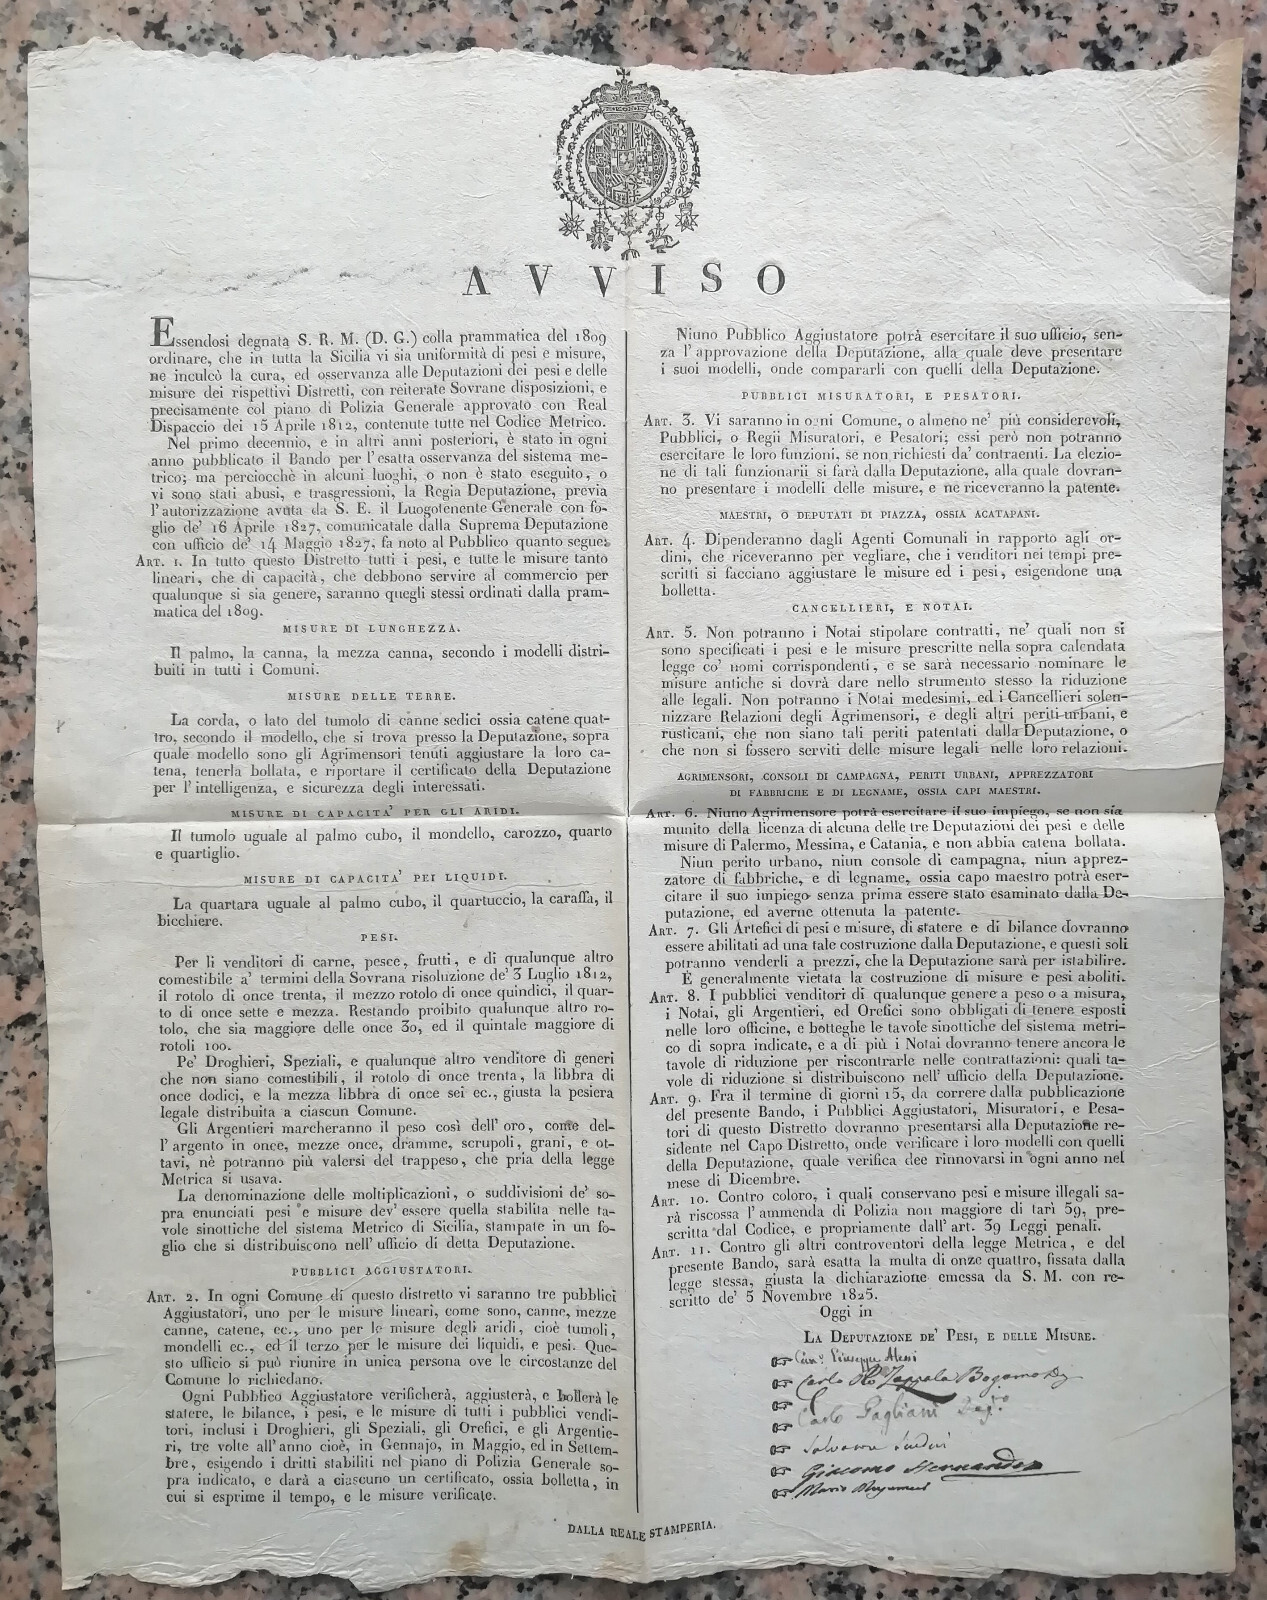 AVVISO
Essendosi degnata S. R. M. (D. G.) colla prammatica del 1809
ordinare, che in tutta la Sicilia vi sia uniformità di pesi e misure,
ne inculcò la cura, ed osservanza alle Deputazioni dei pesi e delle
misure dei rispettivi Distretti, con reiterate Sovrane disposizioni, e
precisamente col piano di Polizia Generale approvato con Real
Dispaccio dei 15 Aprile 1812, contenute tutte nel Codice Metrico.
Nel primo decennio, e in altri anni posteriori, è stato in ogni
anno pubblicato il Bando per l'esatta osservanza del sistema me-
trico; ma perciocchè in alcuni luoghi, o non è stato eseguito, o
vi sono stati abusi, e trasgressioni, la Regia Deputazione, previa
l'autorizzazione avuta da S. E. il Luogotenente Generale con fo-
glio de' 16 Aprile 1827, comunicatale dalla Suprema Deputazione
con ufficio de' 14 Maggio 1827, fa noto al Pubblico quanto segue:
ART. 1. In tutto questo Distretto tutti i pesi, e tutte le misure tanto
lineari, che di capacità, che debbono servire al commercio per
qualunque si sia genere, saranno quegli stessi ordinati dalla pram-
matica del 1809.
MISURE DI LUNGHEZZA.
Il palmo, la canna, la mezza canna, secondo i modelli distri-
buiti in tutti i Comuni.
MISURE DELLE TERRE.
La corda, o lato del tumolo di canne sedici ossia catene quat-
tro, secondo il modello, che si trova presso la Deputazione, sopra
quale modello sono gli Agrimensori tenuti aggiustare la loro ca-
tena, tenerla bollata, e riportare il certificato della Deputazione
per l'intelligenza, e sicurezza degli interessati.
MISURE DI CAPACITA' PER GLI ARIDI.
Il tumolo uguale al palmo cubo, il mondello, carozzo, quarto
e quartiglio.
MISURE DI CAPACITA' PEI LIQUIDI.
La quartara uguale al palmo cubo, il quartuccio, la caraffa, il
bicchiere.
PESI.
Per li venditori di carne, pesce, frutti, e di qualunque altro
comestibile a' termini della Sovrana risoluzione de' 3 Luglio 1812,
il rotolo di once trenta, il mezzo rotolo di once quindici, il quar-
to di once sette e mezza. Restando proibito qualunque altro ro-
tolo, che sia maggiore delle once 30, ed il quintale maggiore di
rotoli 100.
Pe' Droghieri, Speziali, e qualunque altro venditore di generi
che non siano comestibili, il rotolo di once trenta, la libbra di
once dodici, e la mezza libbra di once sei ec., giusta la pesiera
legale distribuita a ciascun Comune.
Gli Argentieri marcheranno il peso così dell'oro, come del-
l'argento in once, mezze once, dramme, scrupoli, grani, e ot-
tavi, nè potranno più valersi del trappeso, che pria della legge
Metrica si usava.
La denominazione delle moltiplicazioni, o suddivisioni de' so-
pra enunciati pesi e misure dev' essere quella stabilita nelle ta-
vole sinottiche del sistema Metrico di Sicilia, stampate in un fo-
glio che si distribuiscono nell' ufficio di detta Deputazione.
PUBBLICI AGGIUSTATORI.
ART. 2. In ogni Comune di questo distretto vi saranno tre pubblici
Aggiustatori, uno per le misure lineari, come sono, canne, mezze
canne, catene, ec., uno per le misure degli aridi, cioè tumoli,
mondelli ec., ed il terzo per le misure dei liquidi, e pesi. Que-
sto ufficio si può riunire in unica persona ove le circostanze del
Comune lo richiedano.
Ogni Pubblico Aggiustatore verificherà, aggiusterà, e bollerà le
statere, le bilance, i pesi, e le misure di tutti i pubblici vendi-
tori, inclusi i Droghieri, gli Speziali, gli Orefici, e gli Argentie-
ri, tre volte all'anno cioè, in Gennajo, in Maggio, ed in Settem-
bre, esigendo i dritti stabiliti nel piano di Polizia Generale so-
pra indicato, e darà a ciascuno un certificato, ossia bolletta, in
cui si esprime il tempo, e le misure verificate.
Niuno Pubblico Aggiustatore potrà esercitare il suo ufficio, sen-
za l'approvazione della Deputazione, alla quale deve presentare
i suoi modelli, onde compararli con quelli della Deputazione.
PUBBLICI MISURATORI, E PESATORI.
ART. 3. Vi saranno in ogni Comune, o almeno ne' più considerevoli,
Pubblici, o Regii Misuratori, e Pesatori; essi però non potranno
esercitare le loro funzioni, se non richiesti da' contraenti. La elezio-
ne di tali funzionarii si farà dalla Deputazione, alla quale dovran-
no presentare i modelli delle misure, e ne riceveranno la patente.
MAESTRI, O DEPUTATI DI PIAZZA, OSSIA ACATAPANI.
ART. 4. Dipenderanno dagli Agenti Comunali in rapporto agli or-
dini, che riceveranno per vegliare, che i venditori nei tempi pre-
scritti si facciano aggiustare le misure ed i pesi, esigendone una
bolletta.
CANCELLIERI, E NOTAI.
ART. 5. Non potranno i Notai stipolare contratti, ne' quali non si
sono specificati i pesi e le misure prescritte nella sopra calendata
legge co' nomi corrispondenti, e se sarà necessario nominare le
misure antiche si dovrà dare nello strumento stesso la riduzione
alle legali. Non potranno i Notai medesimi, ed i Cancellieri solen-
nizzare Relazioni degli Agrimensori, e degli altri periti urbani, e
rusticani, che non siano tali periti patentati dalla Deputazione, o
che non si fossero serviti delle misure legali nelle loro relazioni.
AGRIMENSORI, CONSOLI DI CAMPAGNA, PERITI URBANI, APPREZZATORI
DI FABBRICHE E DI LEGNAME, OSSIA CAPI MAESTRI.
ART. 6. Niuno Agrimensore potrà esercitare il suo impiego, se non sia
munito della licenza di alcuna delle tre Deputazioni dei pesi e delle
misure di Palermo, Messina, e Catania, e non abbia catena bollata.
Niun perito urbano, niun console di campagna, niun apprez-
zatore di fabbriche, e di legname, ossia capo maestro potrà eser-
citare il suo impiego senza prima essere stato esaminato dalla De-
putazione, ed averne ottenuta la patente.
ART. 7. Gli Artefici di pesi e misure, di statere e di bilance dovranno
essere abilitati ad una tale costruzione dalla Deputazione, e questi soli
potranno venderli a prezzi, che la Deputazione sarà per istabilire.
È generalmente vietata la costruzione di misure e pesi aboliti.
ART. 8. I pubblici venditori di qualunque genere a peso o a misura,
i Notai, gli Argentieri, ed Orefici sono obbligati di tenere esposti
nelle loro officine, e botteghe le tavole sinottiche del sistema metri-
co di sopra indicate, e a di più i Notai dovranno tenere ancora le
tavole di riduzione per riscontrarle nelle contrattazioni: quali ta-
vole di riduzione si distribuiscono nell' ufficio della Deputazione.
ART. 9. Fra il termine di giorni 15, da correre dalla pubblicazione
del presente Bando, i Pubblici Aggiustatori, Misuratori, e Pesa-
tori di questo Distretto dovranno presentarsi alla Deputazione re-
sidente nel Capo Distretto, onde verificare i loro modelli con quelli
della Deputazione, quale verifica dee rinnovarsi in ogni anno nel
mese di Dicembre.
ART. 10. Contro coloro, i quali conservano pesi e misure illegali sa-
rà riscossa l'ammenda di Polizia non maggiore di tarì 59, pre-
scritta dal Codice, e propriamente dall'art. 39 Leggi penali.
ART. 11. Contro gli altri controventori della legge Metrica, e del
presente Bando, sarà esatta la multa di onze quattro, fissata dalla
legge stessa, giusta la dichiarazione emessa da S. M. con re-
scritto de' 5 Novembre 1825.
Oggi in
LA DEPUTAZIONE DE' PESI, E DELLE MISURE.
Giuseppe Alessi
Carlo Zappala
Carlo Gagliani
Salvatore
Giacomo Hernandez
Mario
DALLA REALE STAMPERIA.